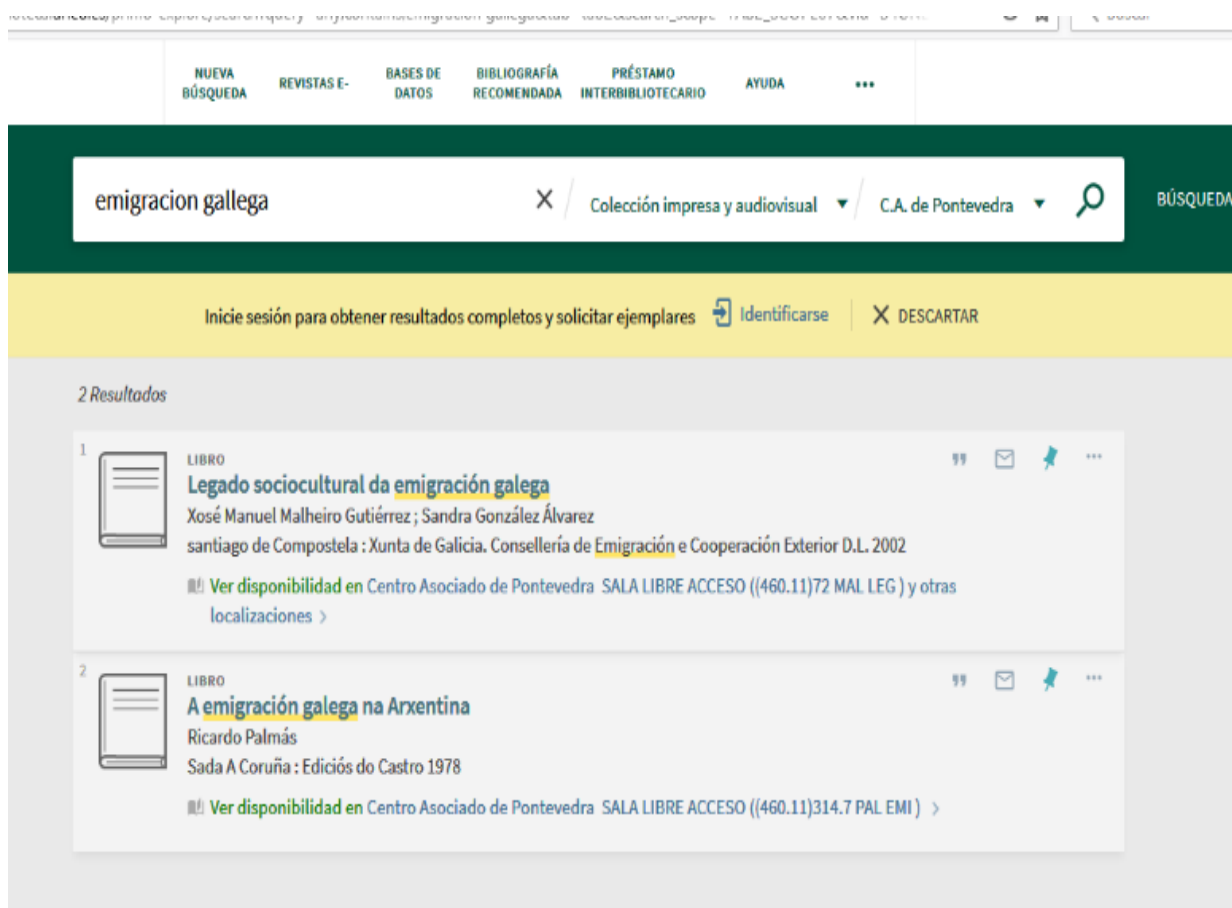 NUEVA BÚSQUEDA
REVISTAS E-
BASES DE DATOS
BIBLIOGRAFÍA RECOMENDADA
PRÉSTAMO INTERBIBLIOTECARIO
AYUDA
•••
emigracion gallega
Colección impresa y audiovisual
C.A. de Pontevedra
BÚSQUEDA
Inicie sesión para obtener resultados completos y solicitar ejemplares
Identificarse
DESCARTAR
2 Resultados
1
LIBRO
Legado sociocultural da emigración galega
Xosé Manuel Malheiro Gutiérrez ; Sandra González Álvarez
santiago de Compostela : Xunta de Galicia. Consellería de Emigración e Cooperación Exterior D.L. 2002
Ver disponibilidad en Centro Asociado de Pontevedra SALA LIBRE ACCESO ((460.11)72 MAL LEG ) y otras
localizaciones >
2
LIBRO
A emigración galega na Arxentina
Ricardo Palmás
Sada A Coruña : Ediciós do Castro 1978
Ver disponibilidad en Centro Asociado de Pontevedra SALA LIBRE ACCESO ((460.11)314.7 PAL EMI ) >